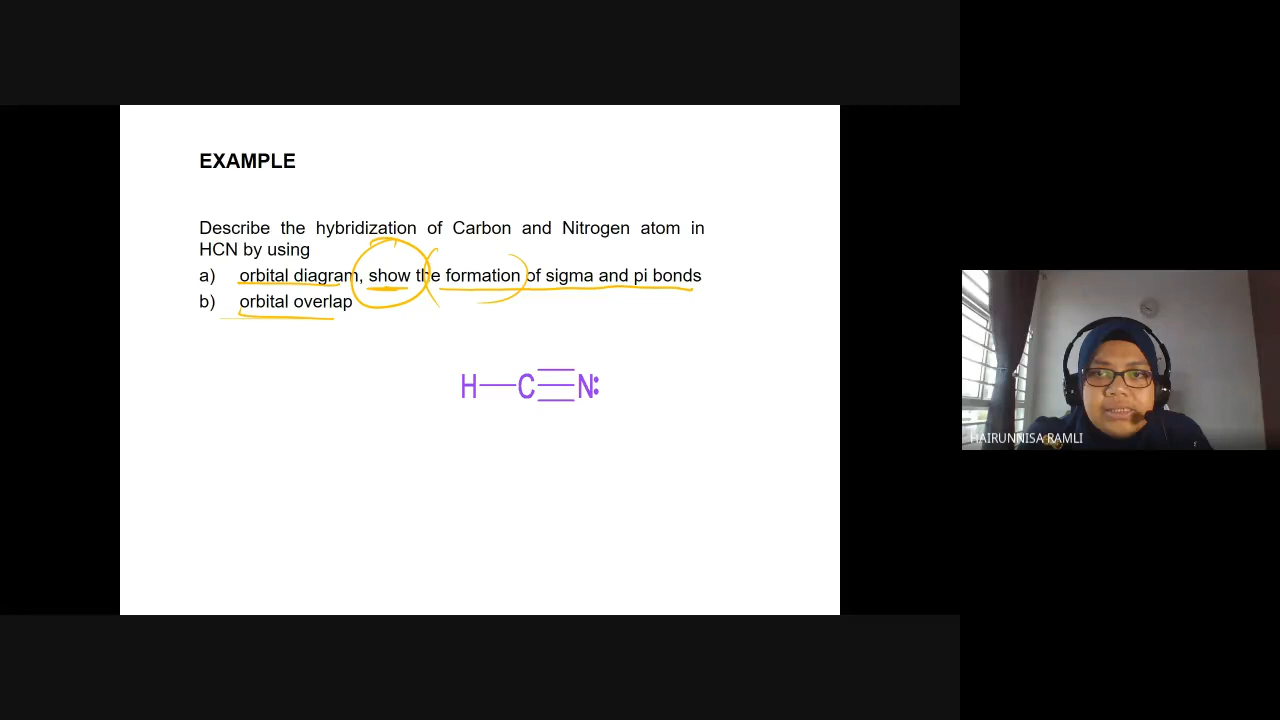 EXAMPLE
Describe the hybridization of Carbon and Nitrogen atom in
HCN by using
a) orbital diagram, show the formation of sigma and pi bonds
b) orbital overlap
H—C≡N:
HAIRUNNISA RAMLI